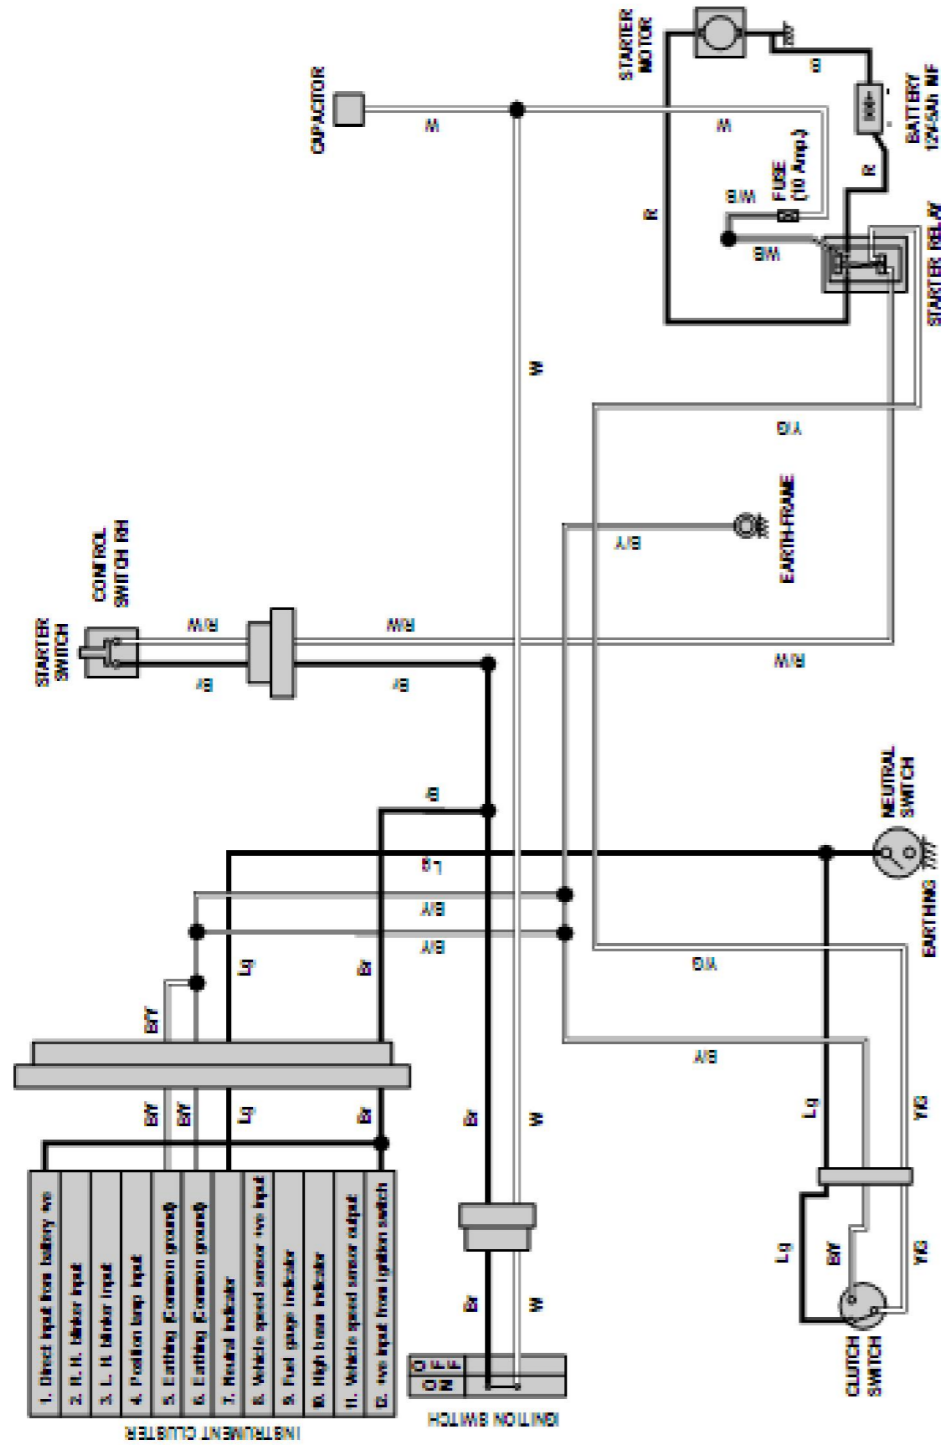 STARTER
MOTOR
CAPACITOR
B
W
W
BATTERY
12V-5Ah MF
R
FUSE
(10 Amp.)
W/B
R
W/B
STARTER RELAY
W
Y/G
CONTROL
SWITCH RH
STARTER
SWITCH
R/W
R/W
B/Y
EARTH-FRAME
Br
Br
R/W
Br
NEUTRAL
SWITCH
Lg
B/Y
B/Y
EARTHING
Lg
Br
Y/G
B/Y
B/Y
B/Y
B/Y
Lg
Br
Br
W
Lg
Y/G
1. Direct input from battery +ve
2. R. H. blinker input
3. L. H. blinker input
4. Position lamp input
5. Earthing (Common ground)
6. Earthing (Common ground)
7. Neutral indicator
8. Vehicle speed sensor +ve input
9. Fuel gauge indicator
10. High beam indicator
11. Vehicle speed sensor output
12. +ve input from ignition switch
INSTRUMENT CLUSTER
Br
W
Lg
B/Y
Y/G
OFF
ON
IGNITION SWITCH
CLUTCH
SWITCH